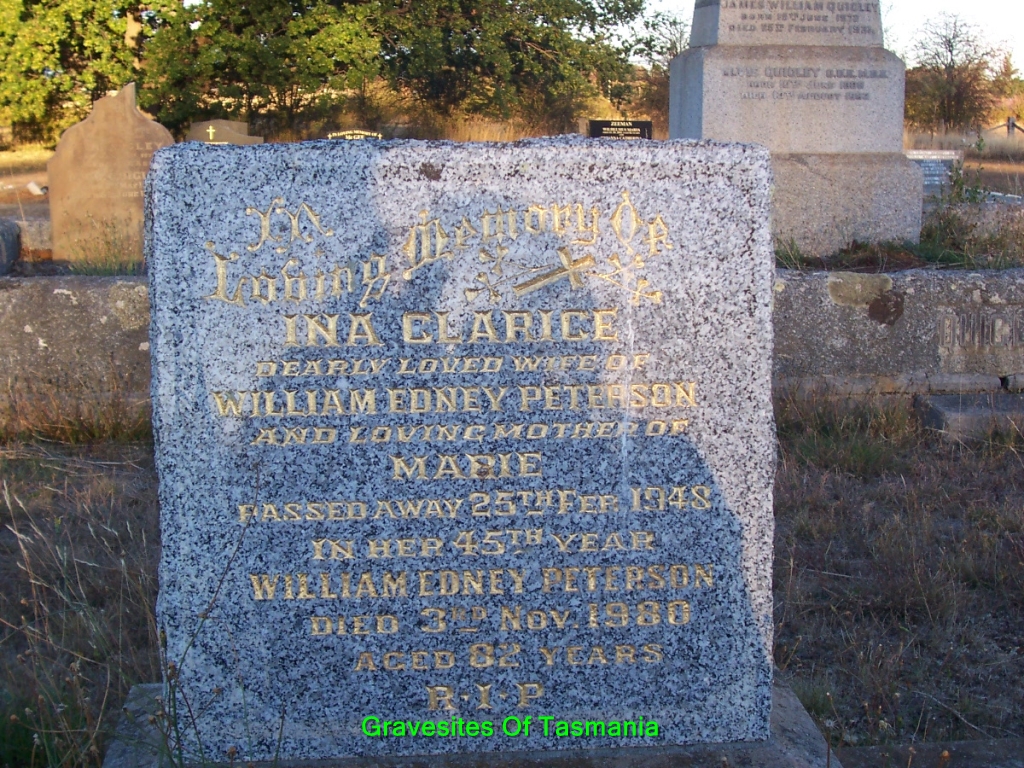 JAMES WILLIAM QUIGLEY
ZEEMAN
In
Loving Memory Of
INA CLARICE
DEARLY LOVED WIFE OF
WILLIAM EDNEY PETERSON
AND LOVING MOTHER OF
MARIE
PASSED AWAY 25TH FEB. 1948
IN HER 45TH YEAR
WILLIAM EDNEY PETERSON
DIED 3RD NOV. 1980
AGED 82 YEARS
R·I·P
Gravesites Of Tasmania